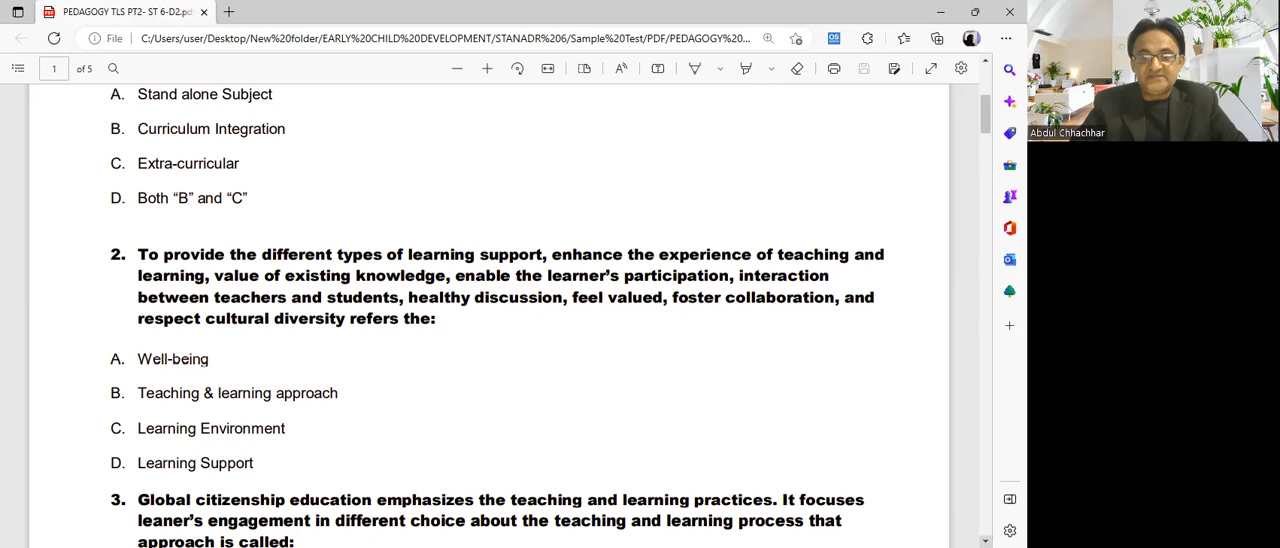 PEDAGOGY TLS PT2- ST 6-D2.pdf
File
C:/Users/user/Desktop/New%20folder/EARLY%20CHILD%20DEVELOPMENT/STANADR%206/Sample%20Test/PDF/PEDAGOGY%20...
1 of 5
A. Stand alone Subject
B. Curriculum Integration
C. Extra-curricular
D. Both “B” and “C”
2. To provide the different types of learning support, enhance the experience of teaching and
learning, value of existing knowledge, enable the learner’s participation, interaction
between teachers and students, healthy discussion, feel valued, foster collaboration, and
respect cultural diversity refers the:
A. Well-being
B. Teaching & learning approach
C. Learning Environment
D. Learning Support
3. Global citizenship education emphasizes the teaching and learning practices. It focuses
leaner’s engagement in different choice about the teaching and learning process that
approach is called:
Abdul Chhachhar